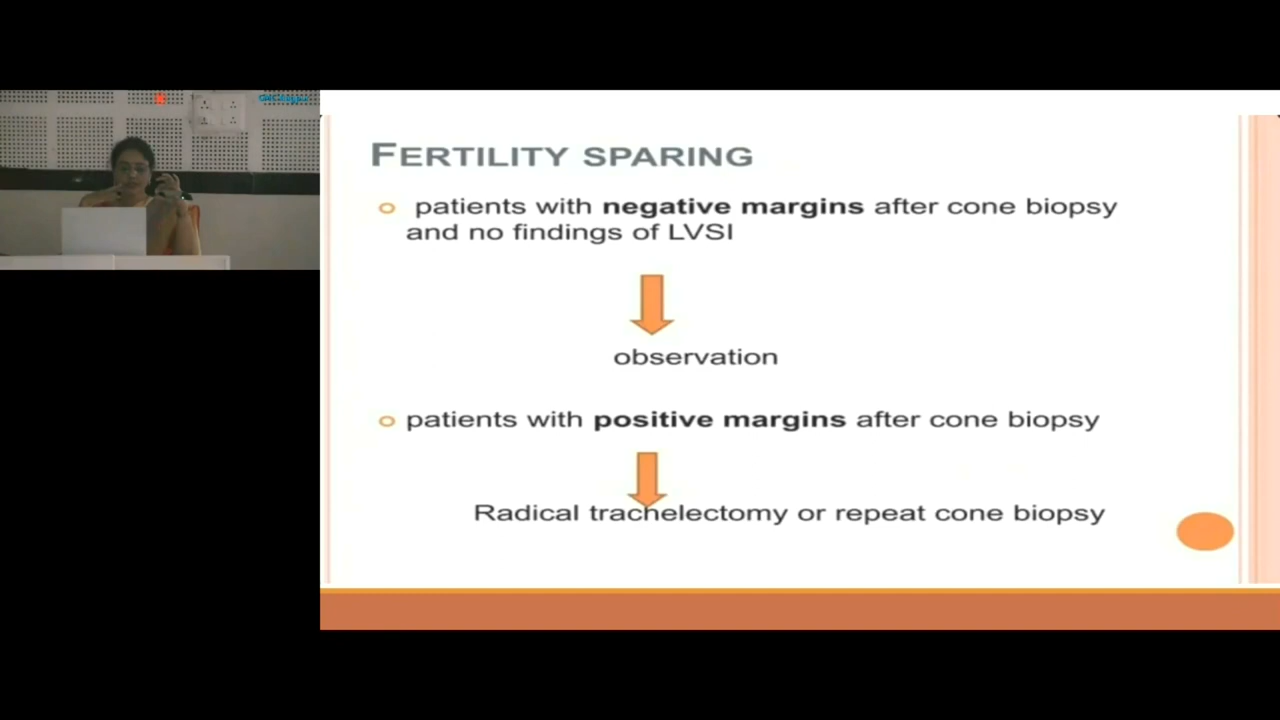 FERTILITY SPARING
patients with negative margins after cone biopsy
and no findings of LVSI
observation
patients with positive margins after cone biopsy
Radical trachelectomy or repeat cone biopsy